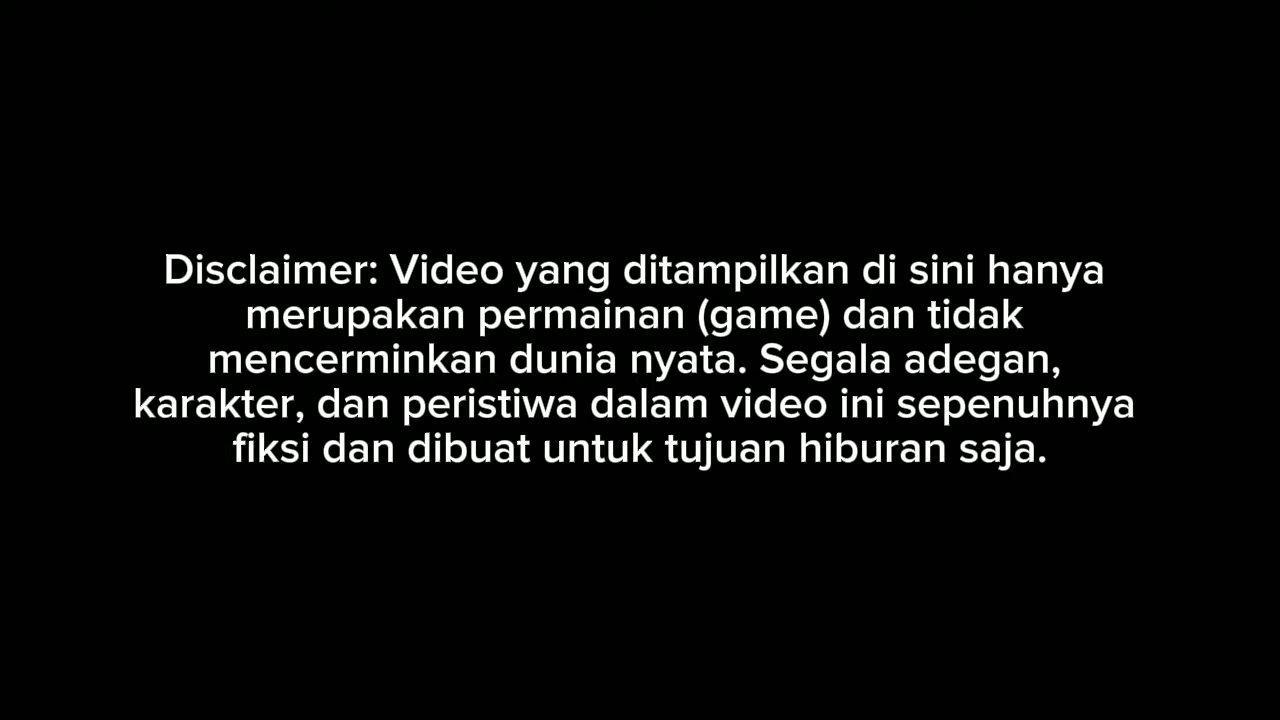 Disclaimer: Video yang ditampilkan di sini hanya
merupakan permainan (game) dan tidak
mencerminkan dunia nyata. Segala adegan,
karakter, dan peristiwa dalam video ini sepenuhnya
fiksi dan dibuat untuk tujuan hiburan saja.